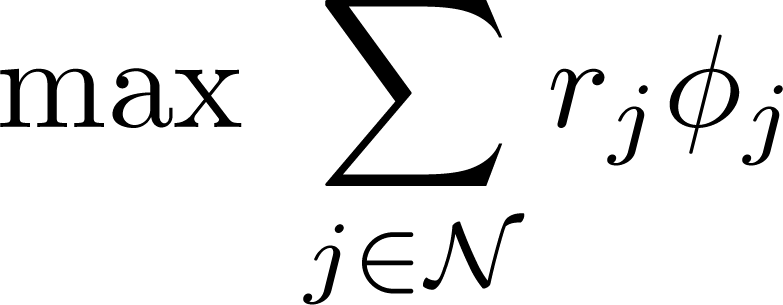 max ∑_{j∈𝒩} r_j ϕ_j